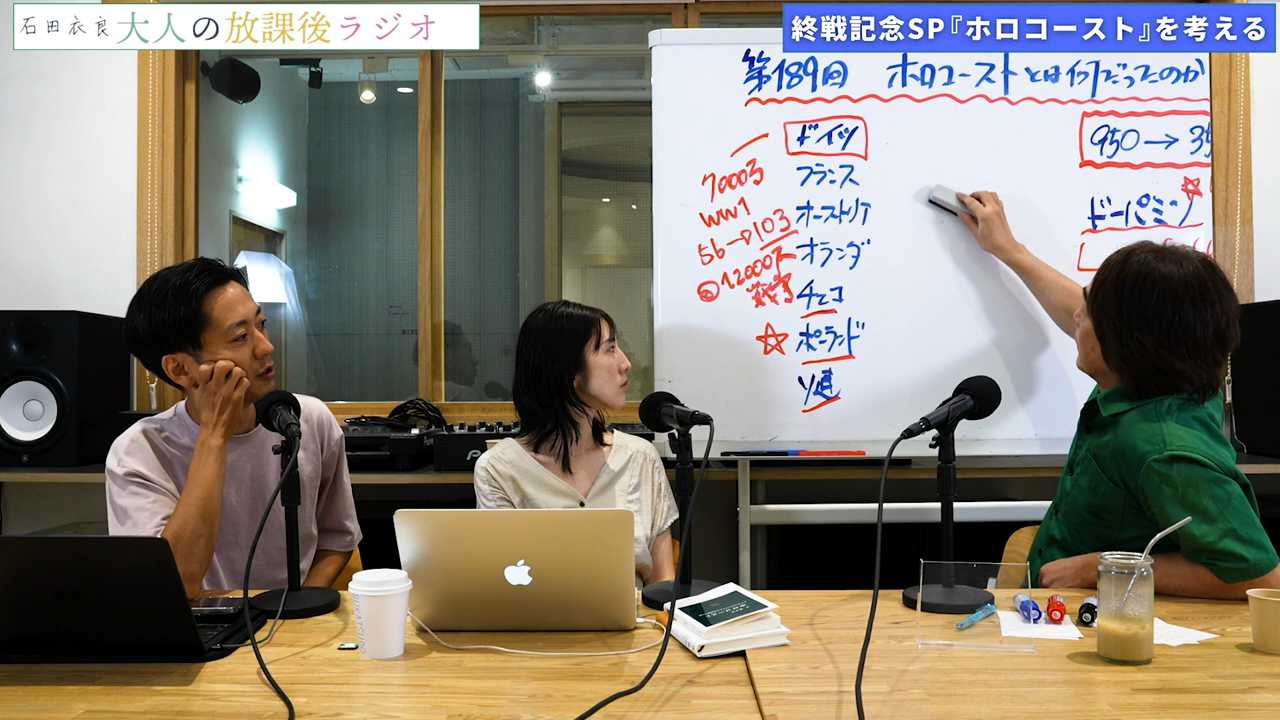 石田衣良 大人の放課後ラジオ
終戦記念SP『ホロコースト』を考える
第189回 ホロコーストとは何だったのか
ドイツ
フランス
オーストリア
オランダ
チェコ
ポーランド
ソ連
7000万
WW1
56→103
1.2000万
950→35
ドーパミン